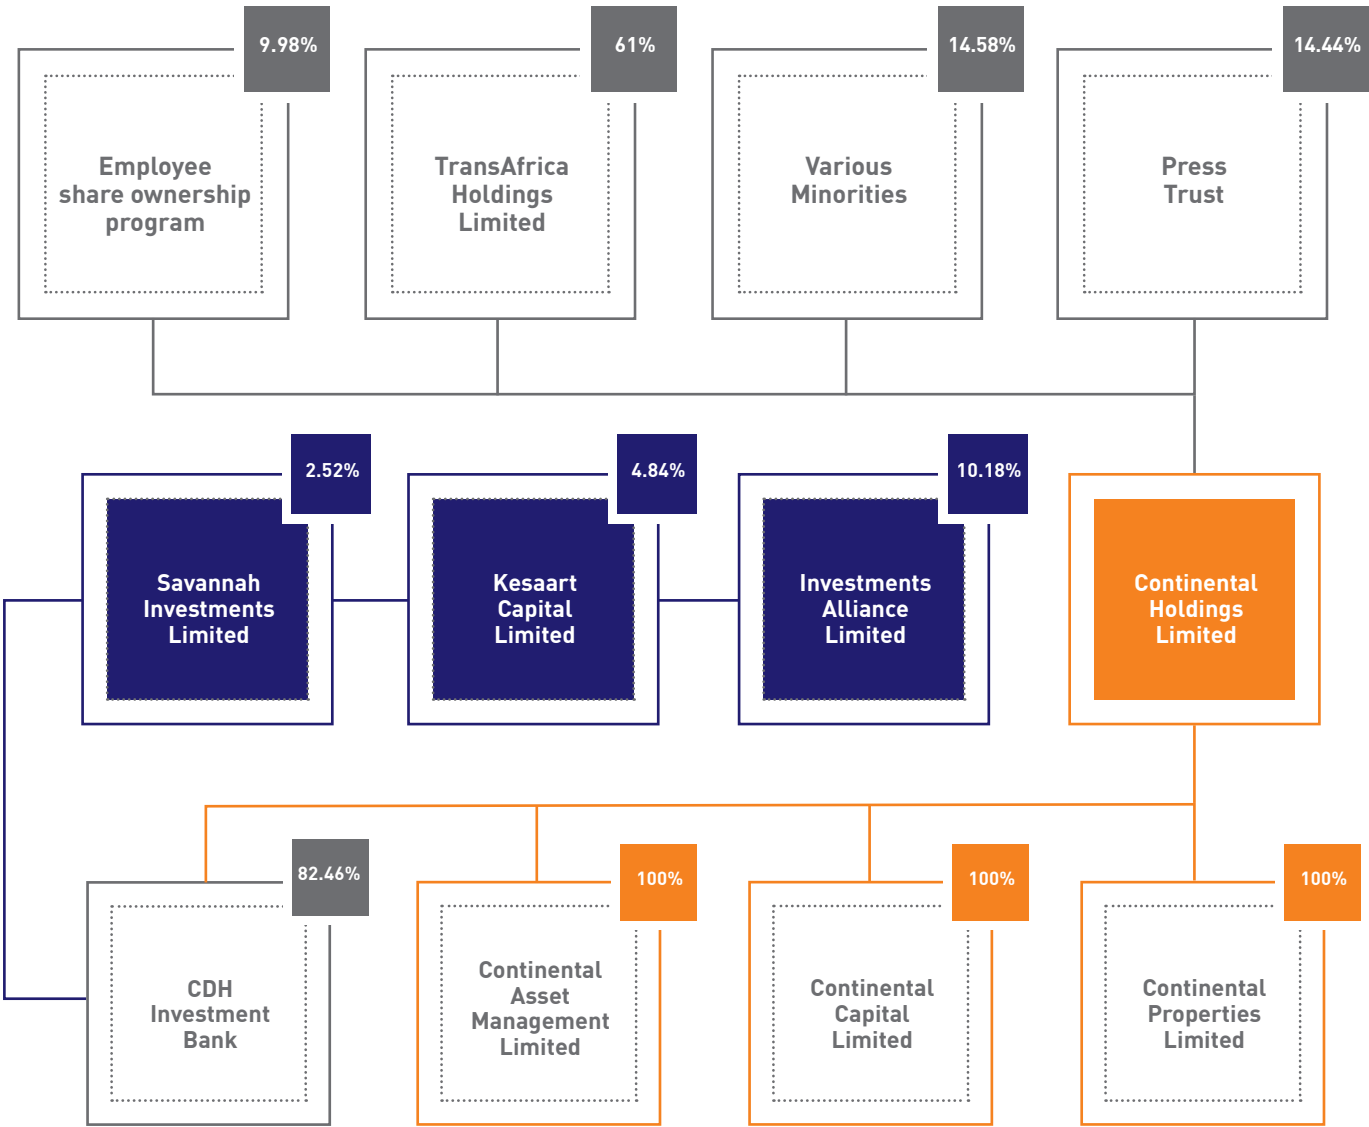 9.98%
Employee
share ownership
program
61%
TransAfrica
Holdings
Limited
14.58%
Various
Minorities
14.44%
Press
Trust
2.52%
Savannah
Investments
Limited
4.84%
Kesaart
Capital
Limited
10.18%
Investments
Alliance
Limited
Continental
Holdings
Limited
82.46%
CDH
Investment
Bank
100%
Continental
Asset
Management
Limited
100%
Continental
Capital
Limited
100%
Continental
Properties
Limited